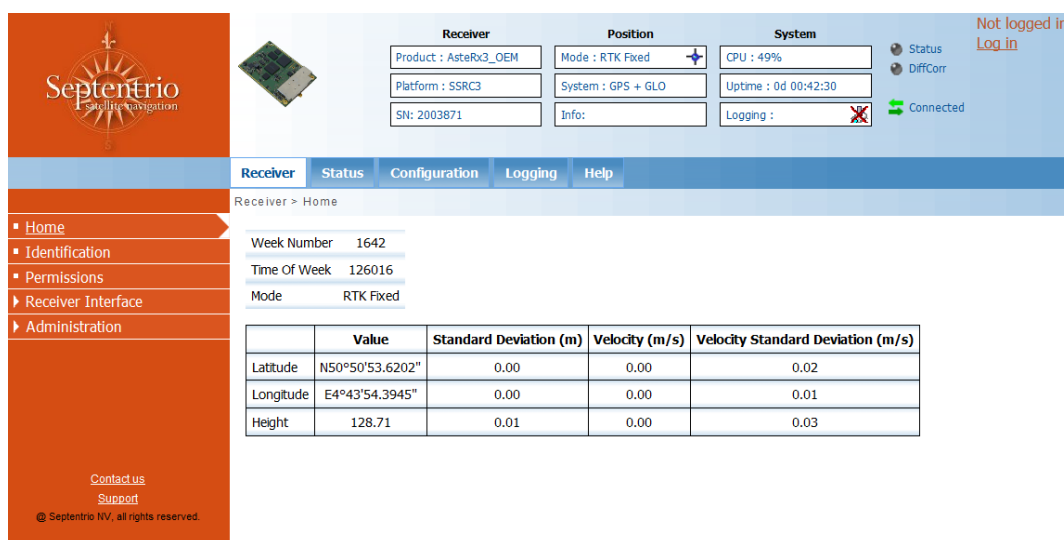 Septentrio
satellite navigation
Receiver
Product : AsteRx3_OEM
Platform : SSRC3
SN: 2003871
Position
Mode : RTK Fixed
System : GPS + GLO
Info:
System
CPU : 49%
Uptime : 0d 00:42:30
Logging :
Status
DiffCorr
Connected
Not logged in
Log in
Receiver Status Configuration Logging Help
Receiver > Home
Home
Identification
Permissions
Receiver Interface
Administration
Contact us
Support
@ Septentrio NV, all rights reserved.
Week Number 1642
Time Of Week 126016
Mode RTK Fixed
Value Standard Deviation (m) Velocity (m/s) Velocity Standard Deviation (m/s)
Latitude N50°50'53.6202" 0.00 0.00 0.02
Longitude E4°43'54.3945" 0.00 0.00 0.01
Height 128.71 0.01 0.00 0.03